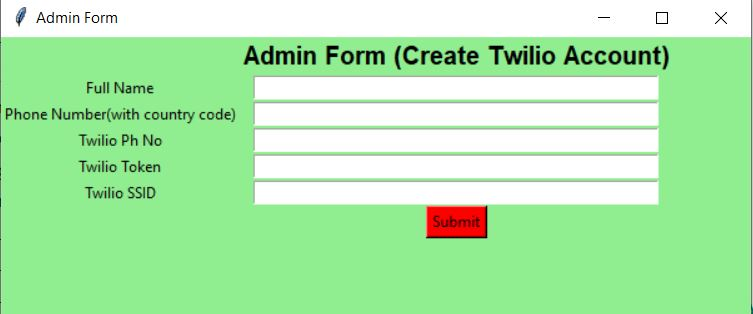 Admin Form
Admin Form (Create Twilio Account)
Full Name
Phone Number(with country code)
Twilio Ph No
Twilio Token
Twilio SSID
Submit